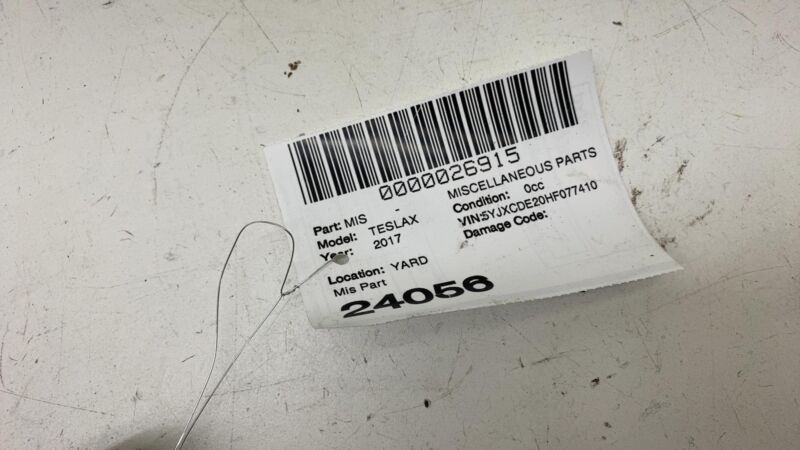 0000026915
Part: MIS - MISCELLANEOUS PARTS
Model: TESLAX Condition: 0cc
Year: 2017 VIN:5YJXCDE20HF077410
Damage Code:
Location: YARD
Mis Part
24056